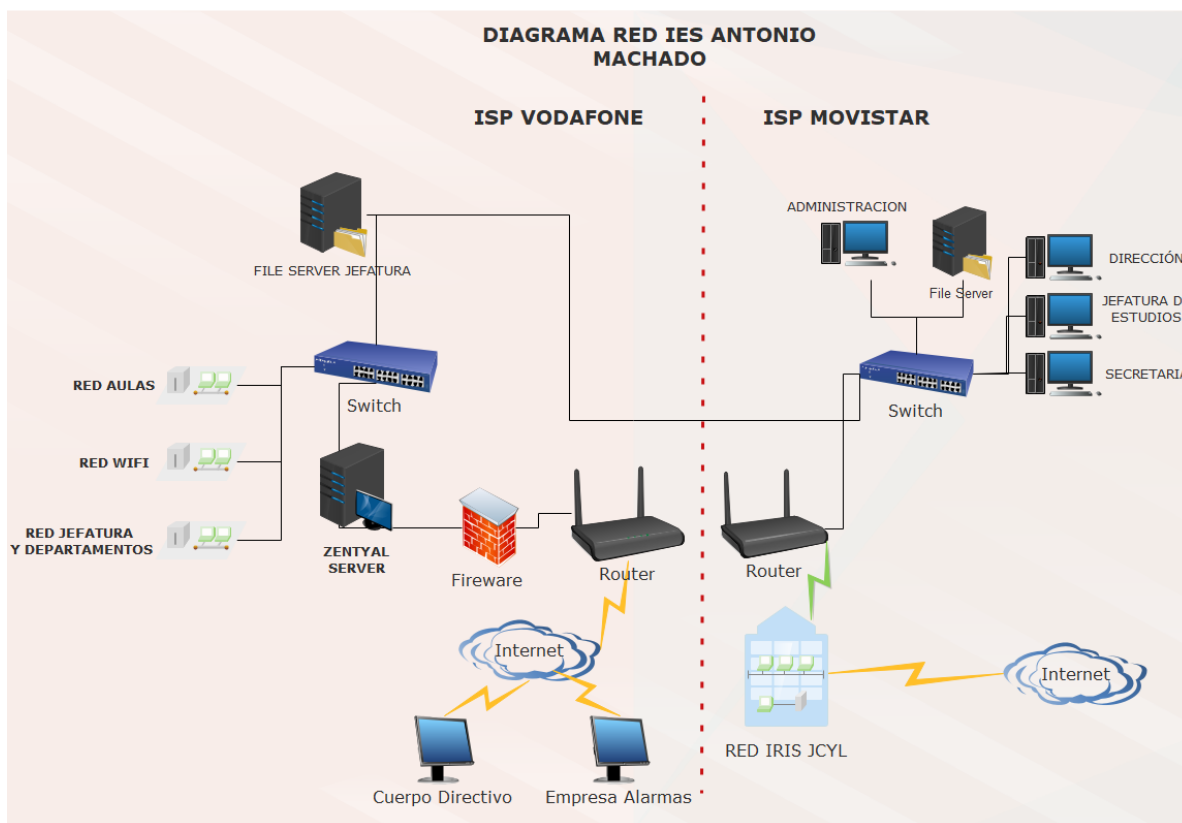 DIAGRAMA RED IES ANTONIO
MACHADO
ISP VODAFONE
ISP MOVISTAR
ADMINISTRACION
FILE SERVER JEFATURA
File Server
DIRECCIÓN
JEFATURA D
ESTUDIOS
SECRETARIA
RED AULAS
Switch
Switch
RED WIFI
RED JEFATURA
Y DEPARTAMENTOS
ZENTYAL
SERVER
Fireware
Router
Router
Internet
Internet
RED IRIS JCYL
Cuerpo Directivo
Empresa Alarmas